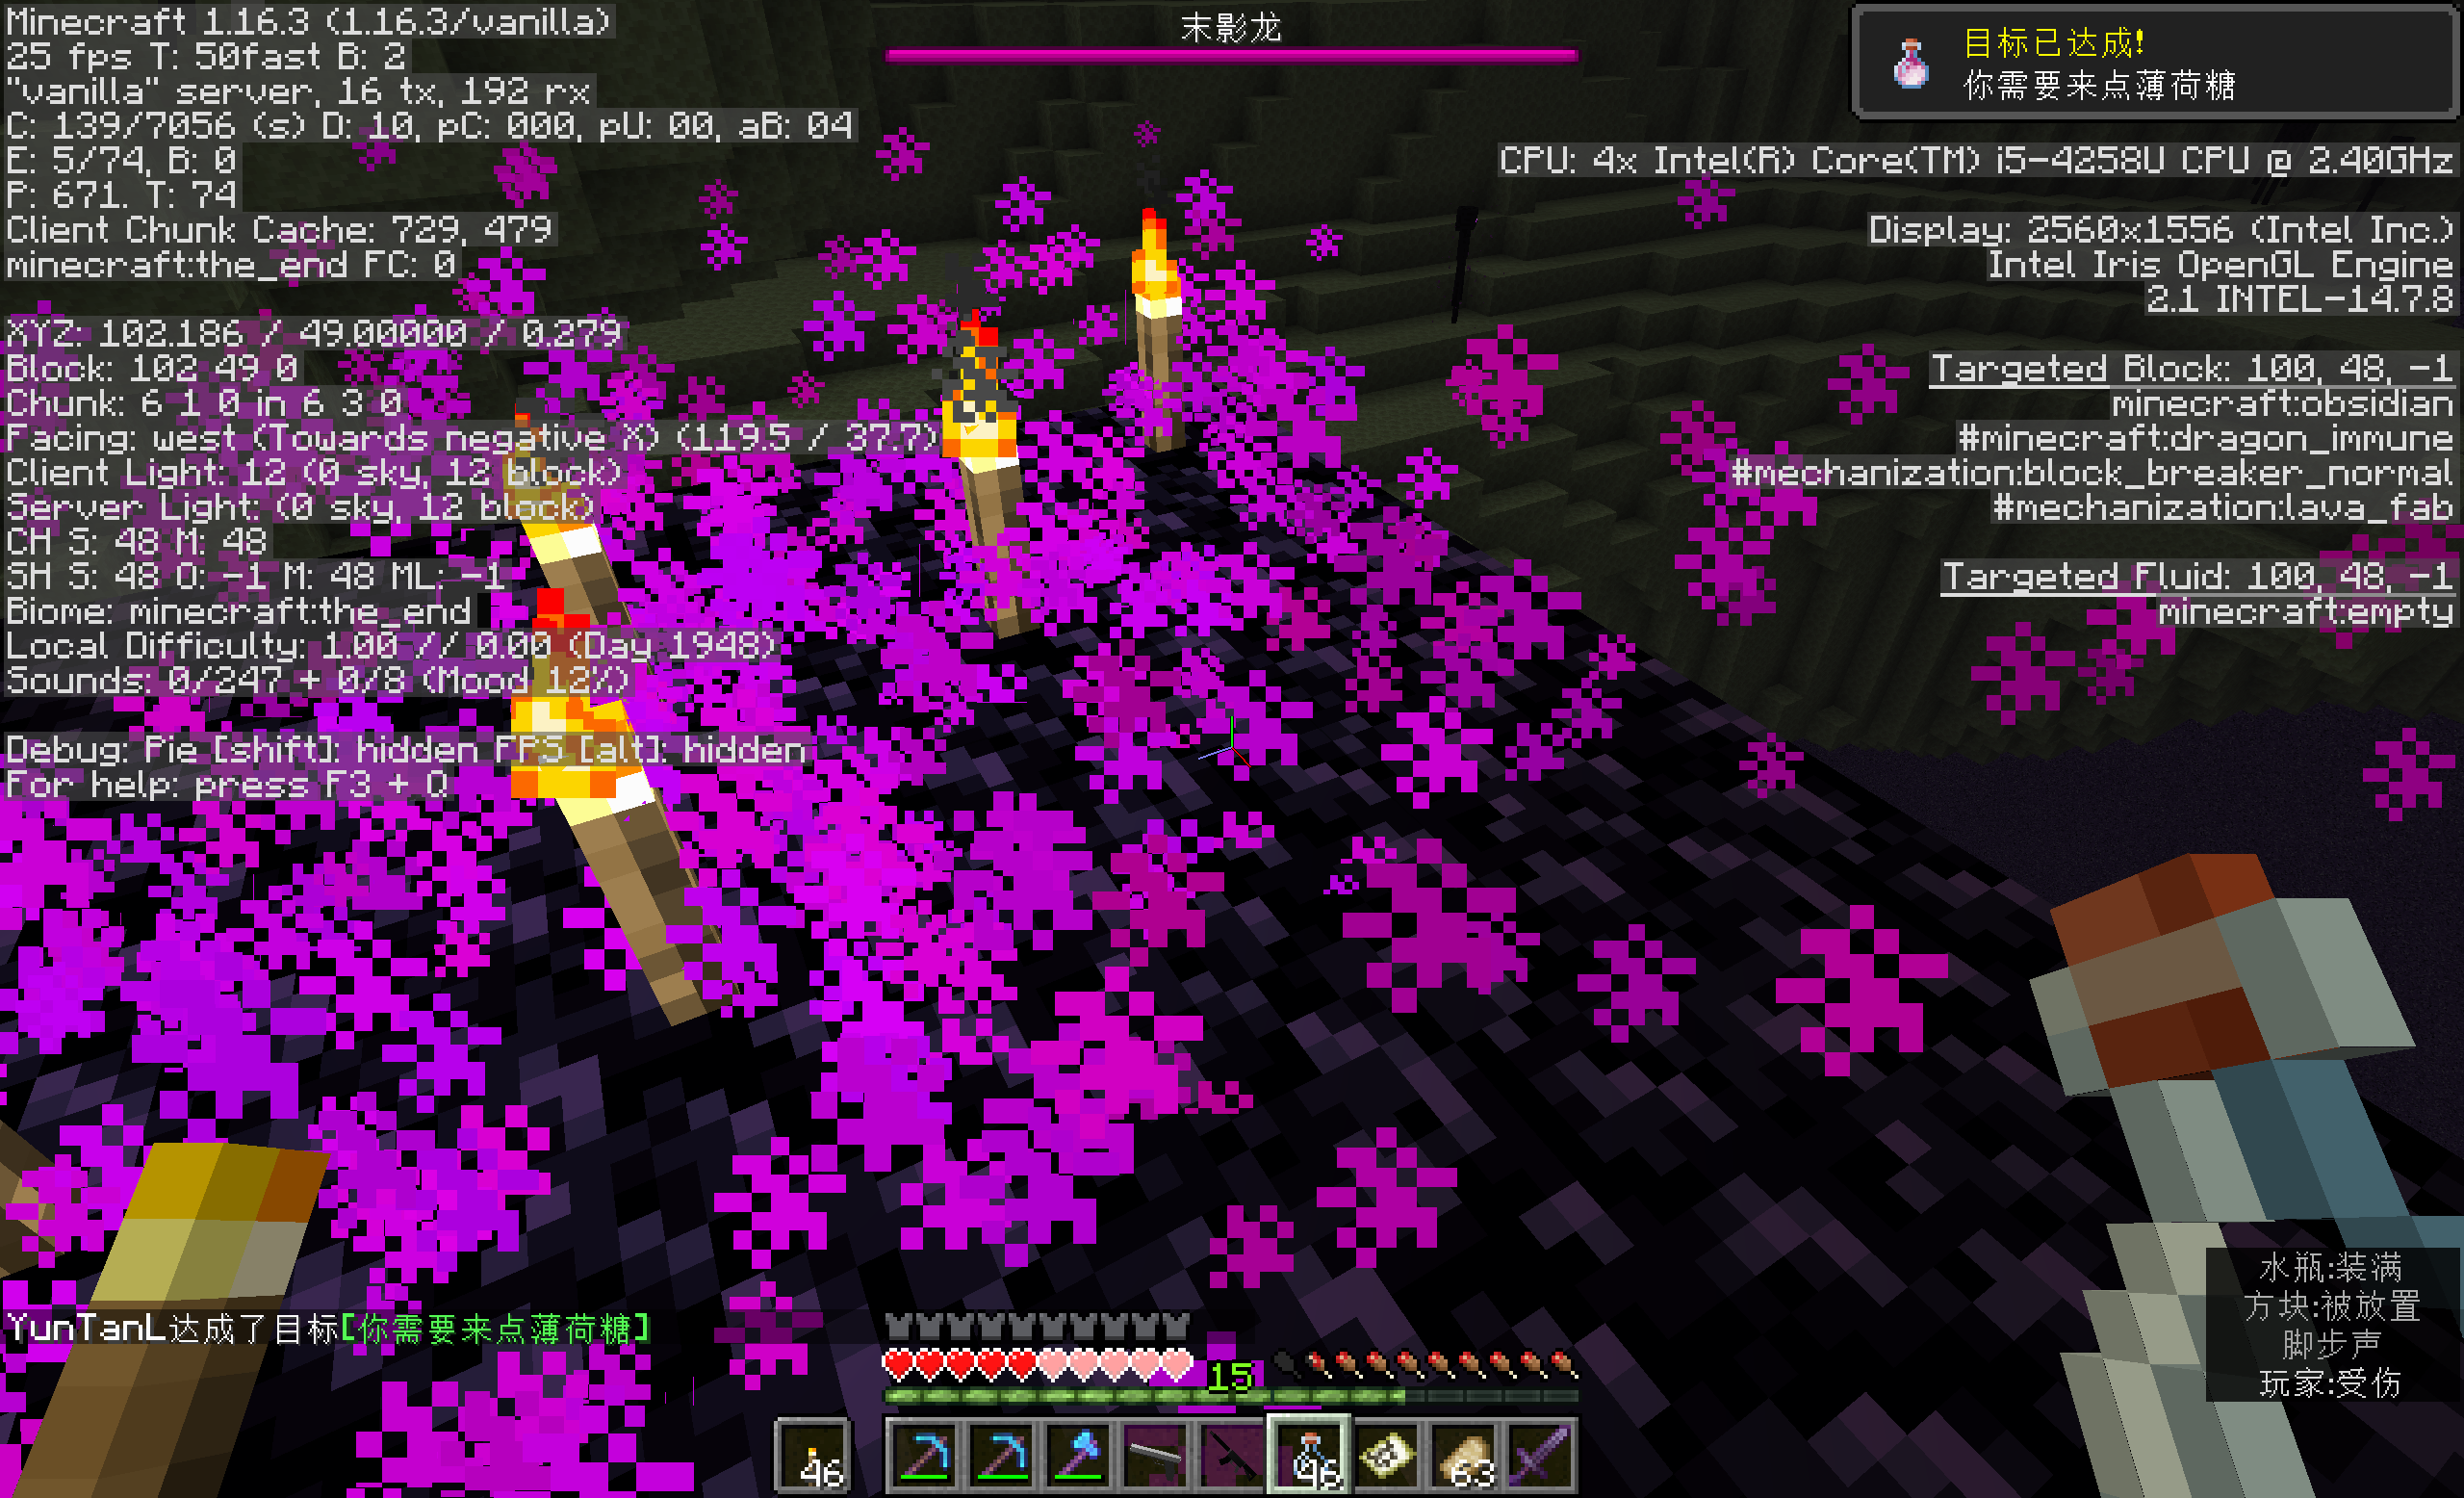 Minecraft 1.16.3 (1.16.3/vanilla)
25 fps T: 50fast B: 2
"vanilla" server, 16 tx, 192 rx
C: 139/7056 (s) D: 10, pC: 000, pU: 00, aB: 04
E: 5/74, B: 0
P: 671. T: 74
Client Chunk Cache: 729, 479
minecraft:the_end FC: 0
XYZ: 102.186 / 49.00000 / 0.279
Block: 102 49 0
Chunk: 6 1 0 in 6 3 0
Facing: west (Towards negative X) (119.5 / 37.7)
Client Light: 12 (0 sky, 12 block)
Server Light: (0 sky, 12 block)
CH S: 48 M: 48
SH S: 48 O: -1 M: 48 ML: -1
Biome: minecraft:the_end
Local Difficulty: 1.00 // 0.00 (Day 1948)
Sounds: 0/247 + 0/8 (Mood 12%)
Debug: Pie [shift]: hidden FPS [alt]: hidden
For help: press F3 + Q
末影龙
目标已达成!
你需要来点薄荷糖
CPU: 4x Intel(R) Core(TM) i5-4258U CPU @ 2.40GHz
Display: 2560x1556 (Intel Inc.)
Intel Iris OpenGL Engine
2.1 INTEL-14.7.8
Targeted Block: 100, 48, -1
minecraft:obsidian
#minecraft:dragon_immune
#mechanization:block_breaker_normal
#mechanization:lava_fab
Targeted Fluid: 100, 48, -1
minecraft:empty
YunTanL达成了目标[你需要来点薄荷糖]
水瓶:装满
方块:被放置
脚步声
玩家:受伤
15
46
46
63